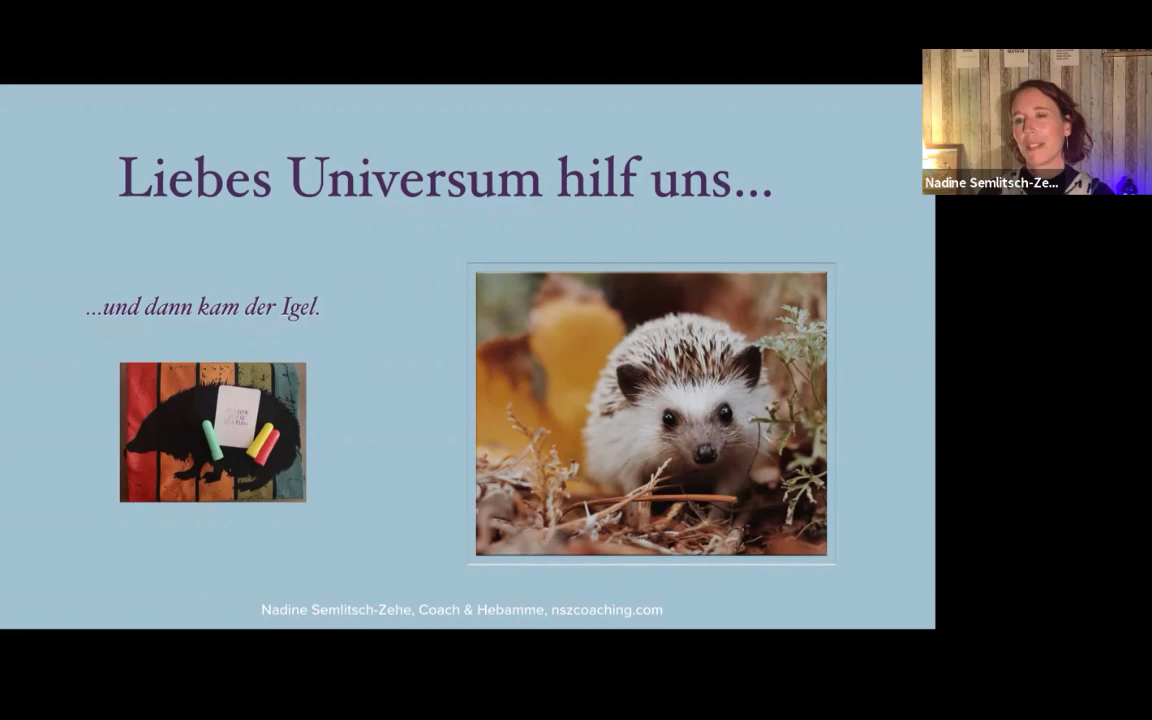 Liebes Universum hilf uns...
...und dann kam der Igel.
Nadine Semlitsch-Zehe, Coach & Hebamme, nszcoaching.com
Nadine Semlitsch-Ze...